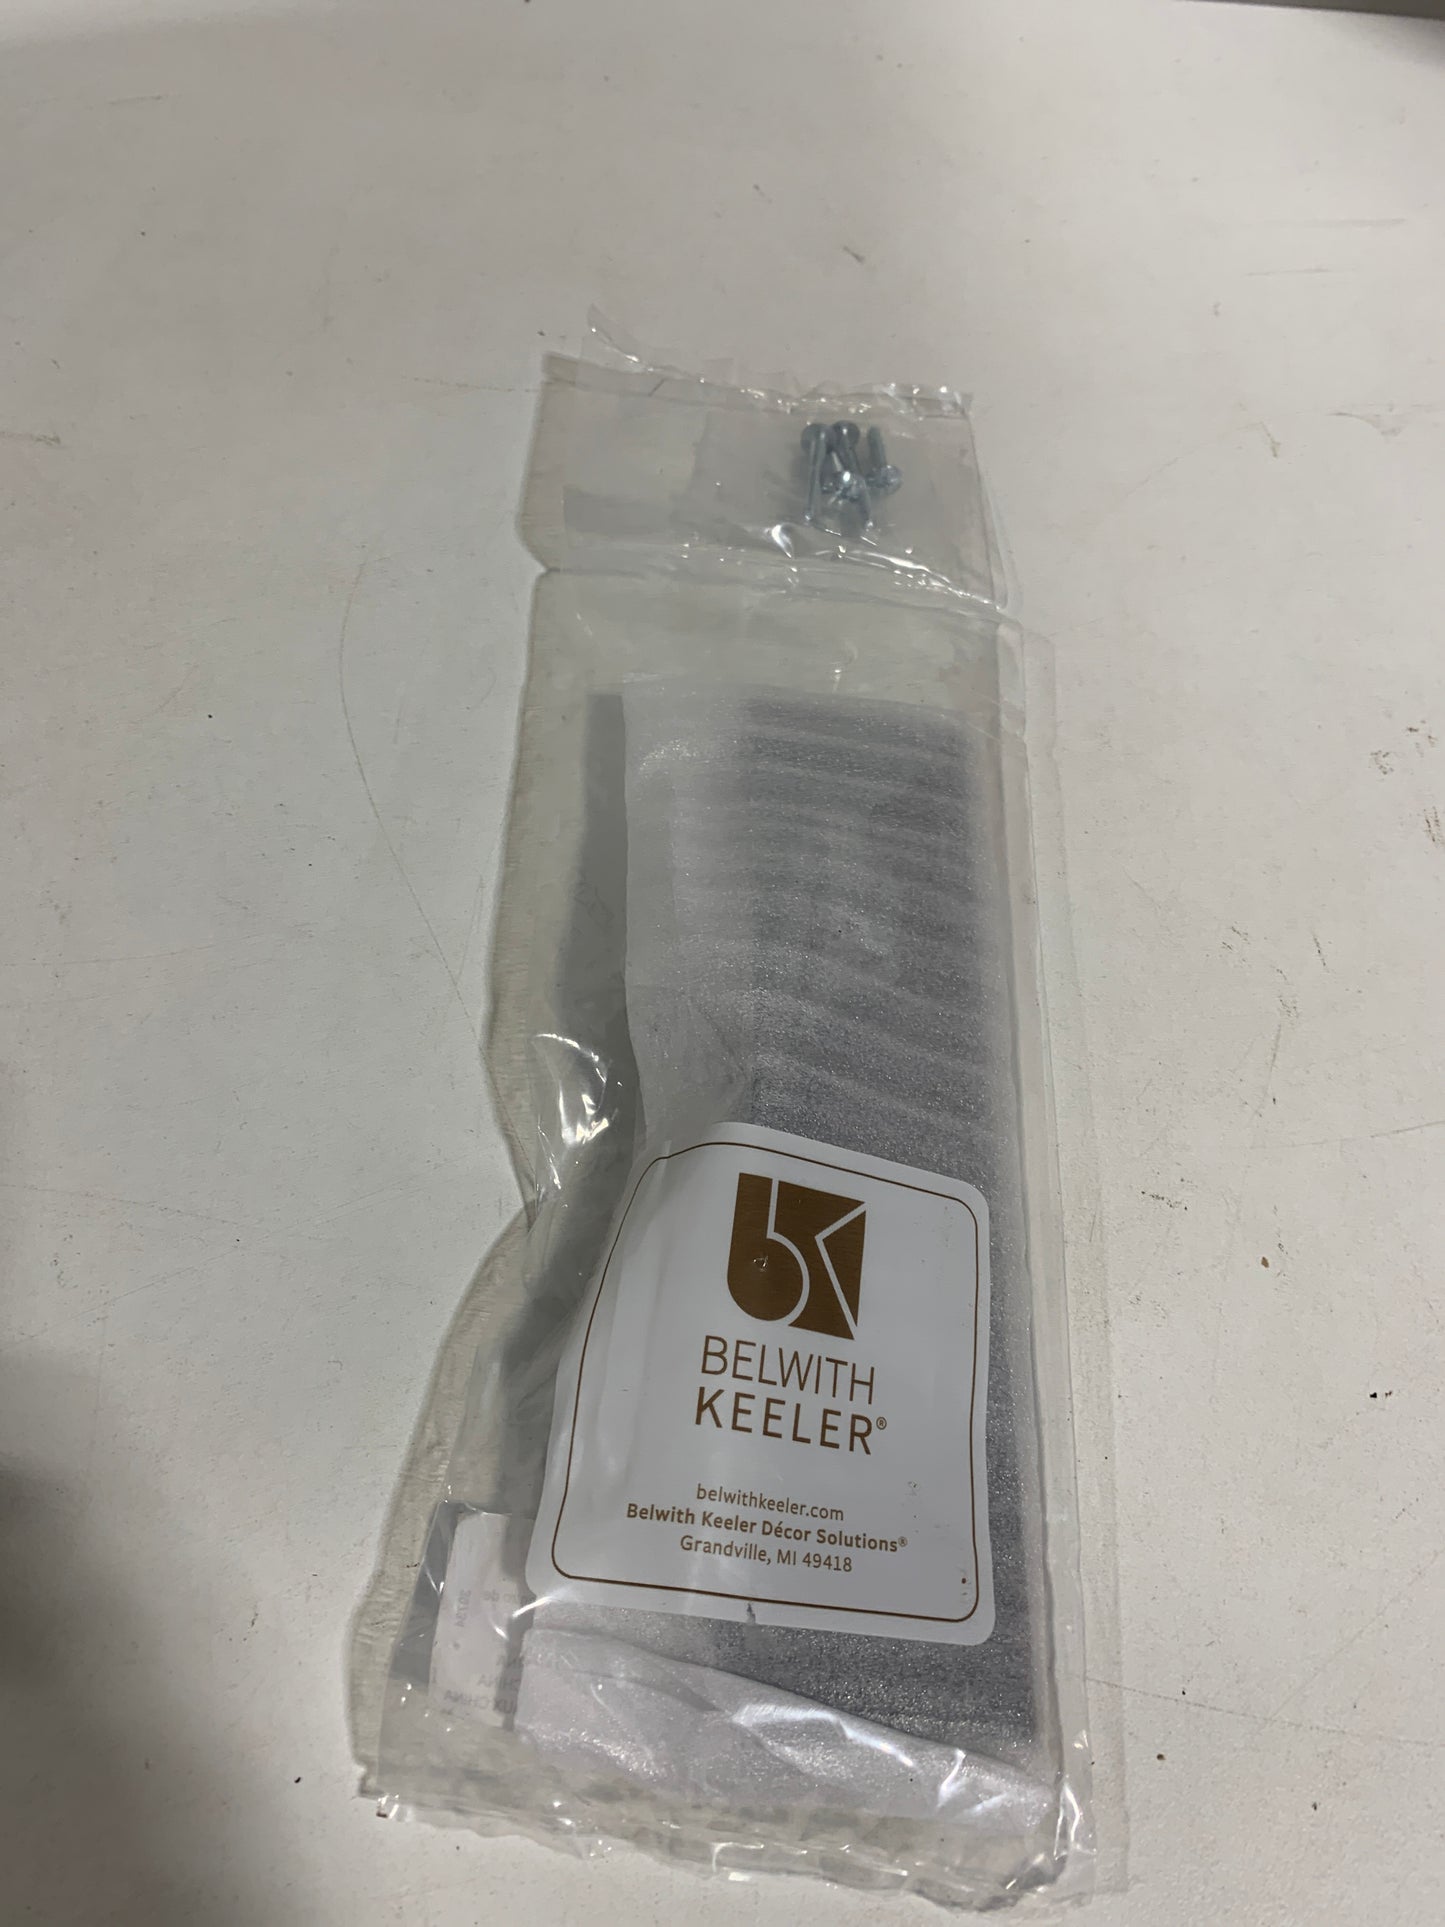 BELWITH
KEELER®
belwithkeeler.com
Belwith Keeler Décor Solutions®
Grandville, MI 49418